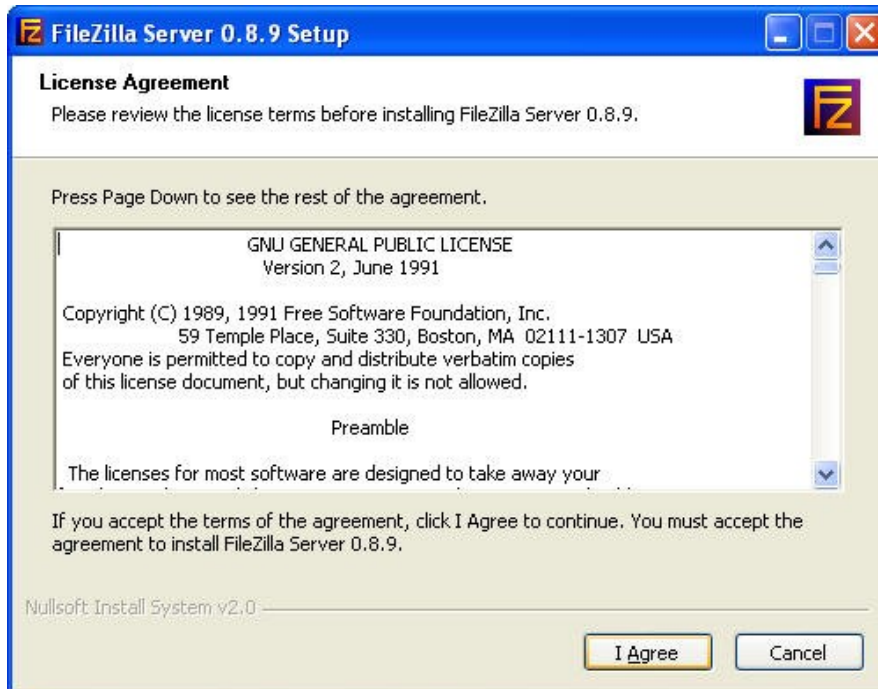 FileZilla Server 0.8.9 Setup
License Agreement
Please review the license terms before installing FileZilla Server 0.8.9.
FZ
Press Page Down to see the rest of the agreement.
GNU GENERAL PUBLIC LICENSE
Version 2, June 1991
Copyright (C) 1989, 1991 Free Software Foundation, Inc.
59 Temple Place, Suite 330, Boston, MA 02111-1307 USA
Everyone is permitted to copy and distribute verbatim copies
of this license document, but changing it is not allowed.
Preamble
The licenses for most software are designed to take away your
If you accept the terms of the agreement, click I Agree to continue. You must accept the
agreement to install FileZilla Server 0.8.9.
Nullsoft Install System v2.0
I Agree
Cancel